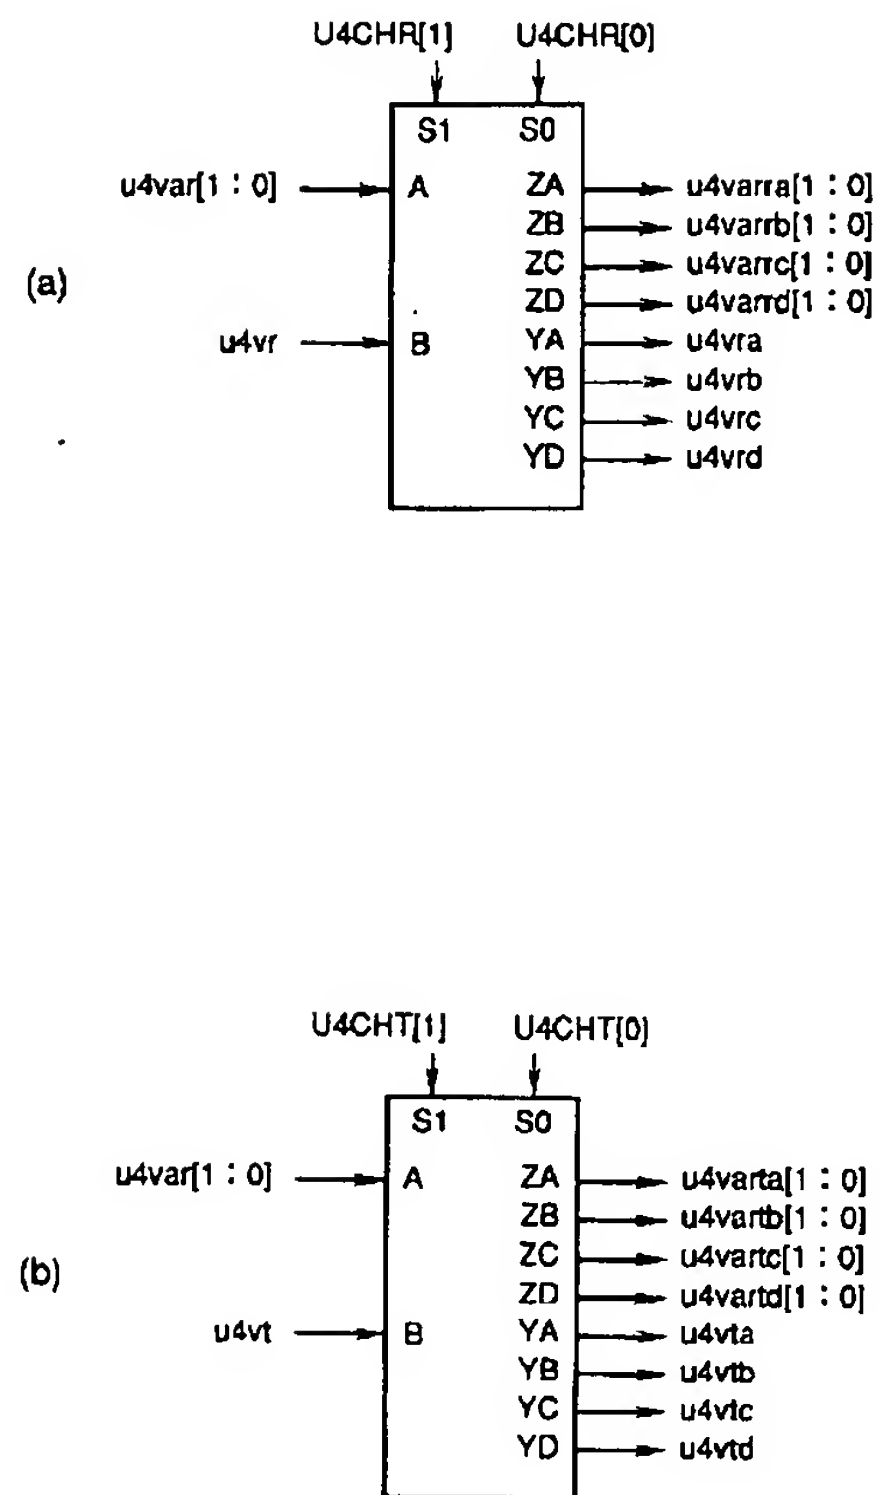 U4CHR[1] U4CHR[0]
S1 S0
u4var[1 : 0] A ZA u4varra[1 : 0]
ZB u4varrb[1 : 0]
ZC u4varrc[1 : 0]
(a)
ZD u4varrd[1 : 0]
u4vr B YA u4vra
YB u4vrb
YC u4vrc
YD u4vrd
U4CHT[1] U4CHT[0]
S1 S0
u4var[1 : 0] A ZA u4varta[1 : 0]
ZB u4vartb[1 : 0]
ZC u4vartc[1 : 0]
(b)
ZD u4vartd[1 : 0]
u4vt B YA u4vta
YB u4vtb
YC u4vtc
YD u4vtd